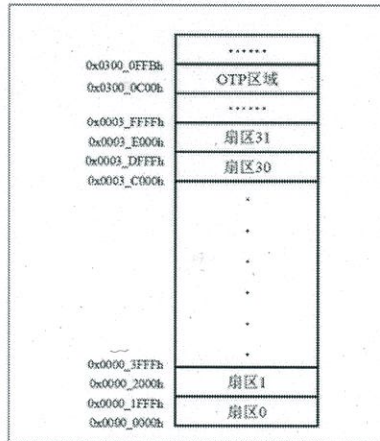 ......
0x0300_0FFBh
OTP区域
0x0300_0C00h
......
0x0003_FFFFh
扇区31
0x0003_E000h
0x0003_DFFFh
扇区30
0x0003_C000h
0x0000_3FFFh
扇区1
0x0000_2000h
0x0000_1FFFh
扇区0
0x0000_0000h